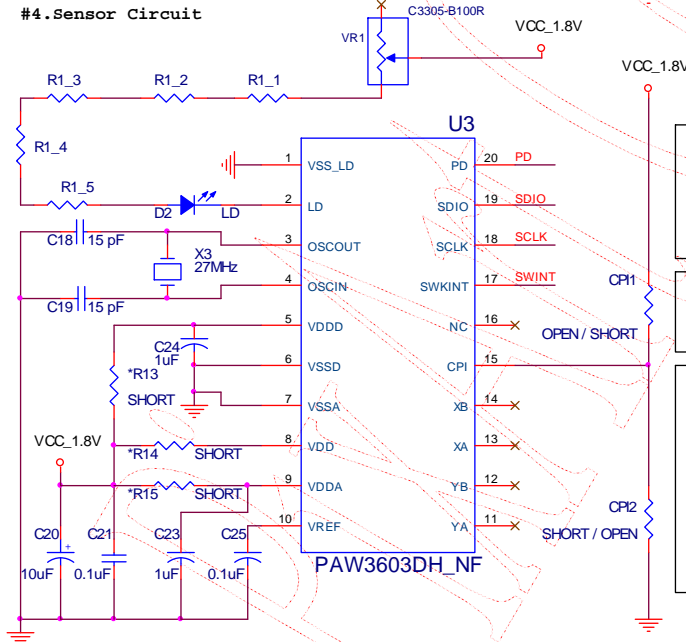 #4.Sensor Circuit
C3305-B100R
VR1
VCC_1.8V
VCC_1.8V
R1_3
R1_2
R1_1
R1_4
R1_5
D2
LD
U3
1 VSS_LD
2 LD
3 OSCOUT
4 OSCIN
5 VDDD
6 VSSD
7 VSSA
8 VDD
9 VDDA
10 VREF
PD 20 PD
SDIO 19 SDIO
SCLK 18 SCLK
SWKINT 17 SWINT
NC 16
CPI 15
XB 14
XA 13
YB 12
YA 11
PAW3603DH_NF
C18 15 pF
X3
27MHz
C19 15 pF
C24
1uF
*R13
SHORT
VCC_1.8V
*R14 SHORT
*R15 SHORT
C20
+
10uF
C21
0.1uF
C23
1uF
C25
0.1uF
CPI1
OPEN / SHORT
CPI2
SHORT / OPEN